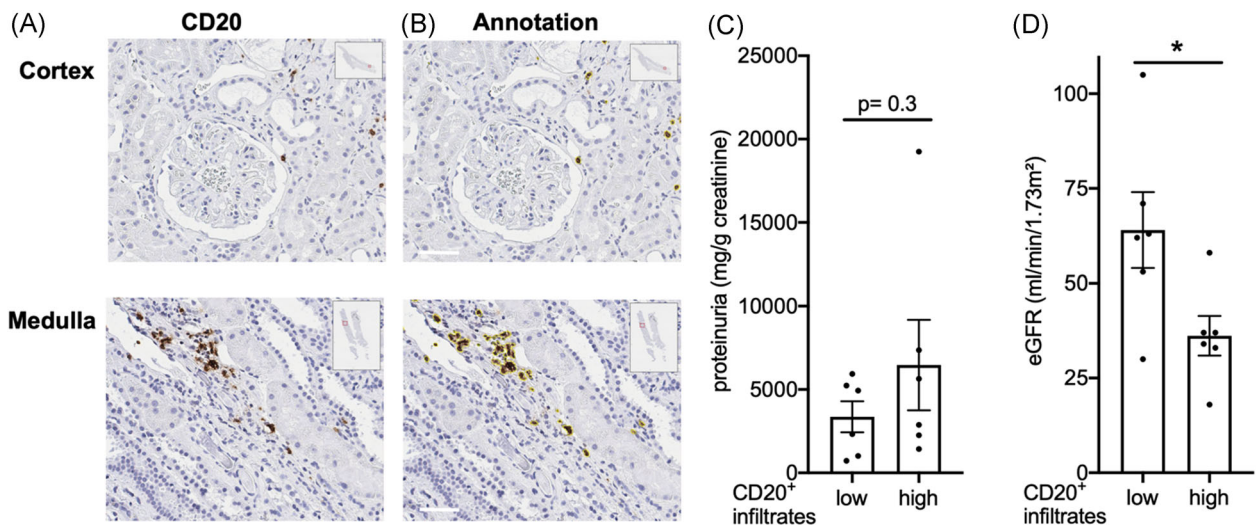 (A)
CD20
(B)
Annotation
Cortex
Medulla
(C)
25000
20000
15000
10000
5000
0
proteinuria (mg/g creatinine)
p= 0.3
CD20⁺
infiltrates
low high
(D)
100
75
50
25
0
eGFR (ml/min/1.73m²)
*
CD20⁺
infiltrates
low high